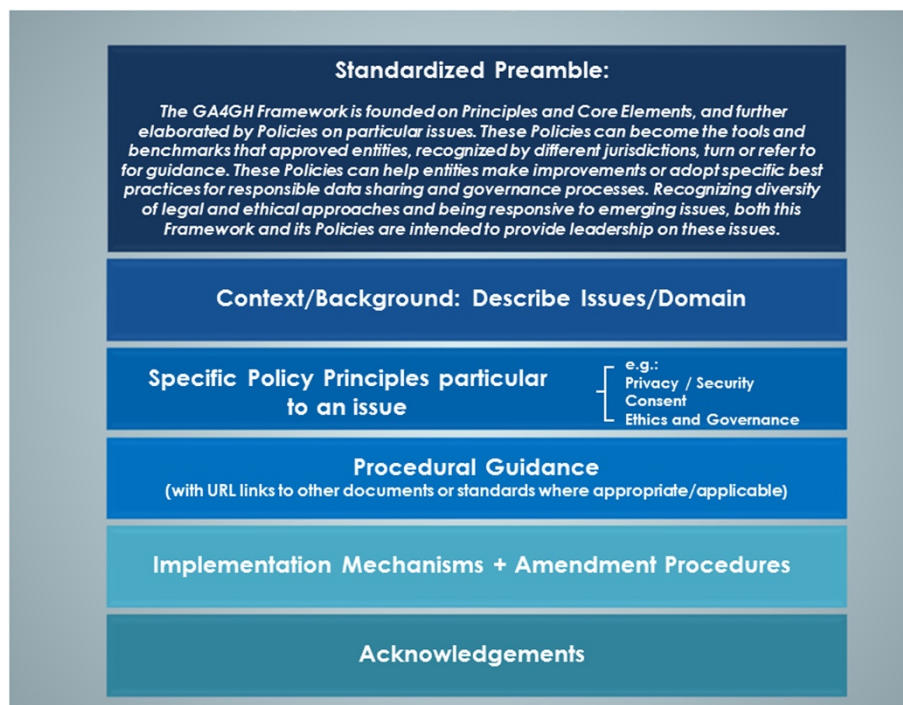 Standardized Preamble:
The GA4GH Framework is founded on Principles and Core Elements, and further
elaborated by Policies on particular issues. These Policies can become the tools and
benchmarks that approved entities, recognized by different jurisdictions, turn or refer to
for guidance. These Policies can help entities make improvements or adopt specific best
practices for responsible data sharing and governance processes. Recognizing diversity
of legal and ethical approaches and being responsive to emerging issues, both this
Framework and its Policies are intended to provide leadership on these issues.
Context/Background: Describe Issues/Domain
Specific Policy Principles particular
to an issue
e.g.:
Privacy / Security
Consent
Ethics and Governance
Procedural Guidance
(with URL links to other documents or standards where appropriate/applicable)
Implementation Mechanisms + Amendment Procedures
Acknowledgements